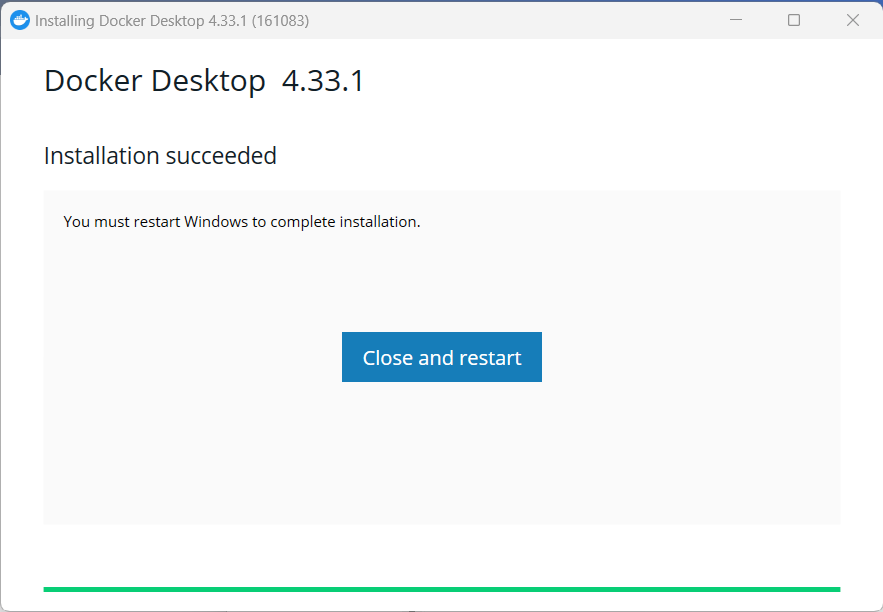 Installing Docker Desktop 4.33.1 (161083)
Docker Desktop 4.33.1
Installation succeeded
You must restart Windows to complete installation.
Close and restart